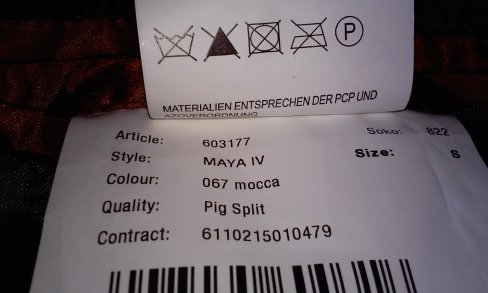 P
MATERIALIEN ENTSPRECHEN DER PCP UND
AZOVERORDNUNG
Article: 603177 Soko: 822
Style: MAYA IV Size: S
Colour: 067 mocca
Quality: Pig Split
Contract: 6110215010479